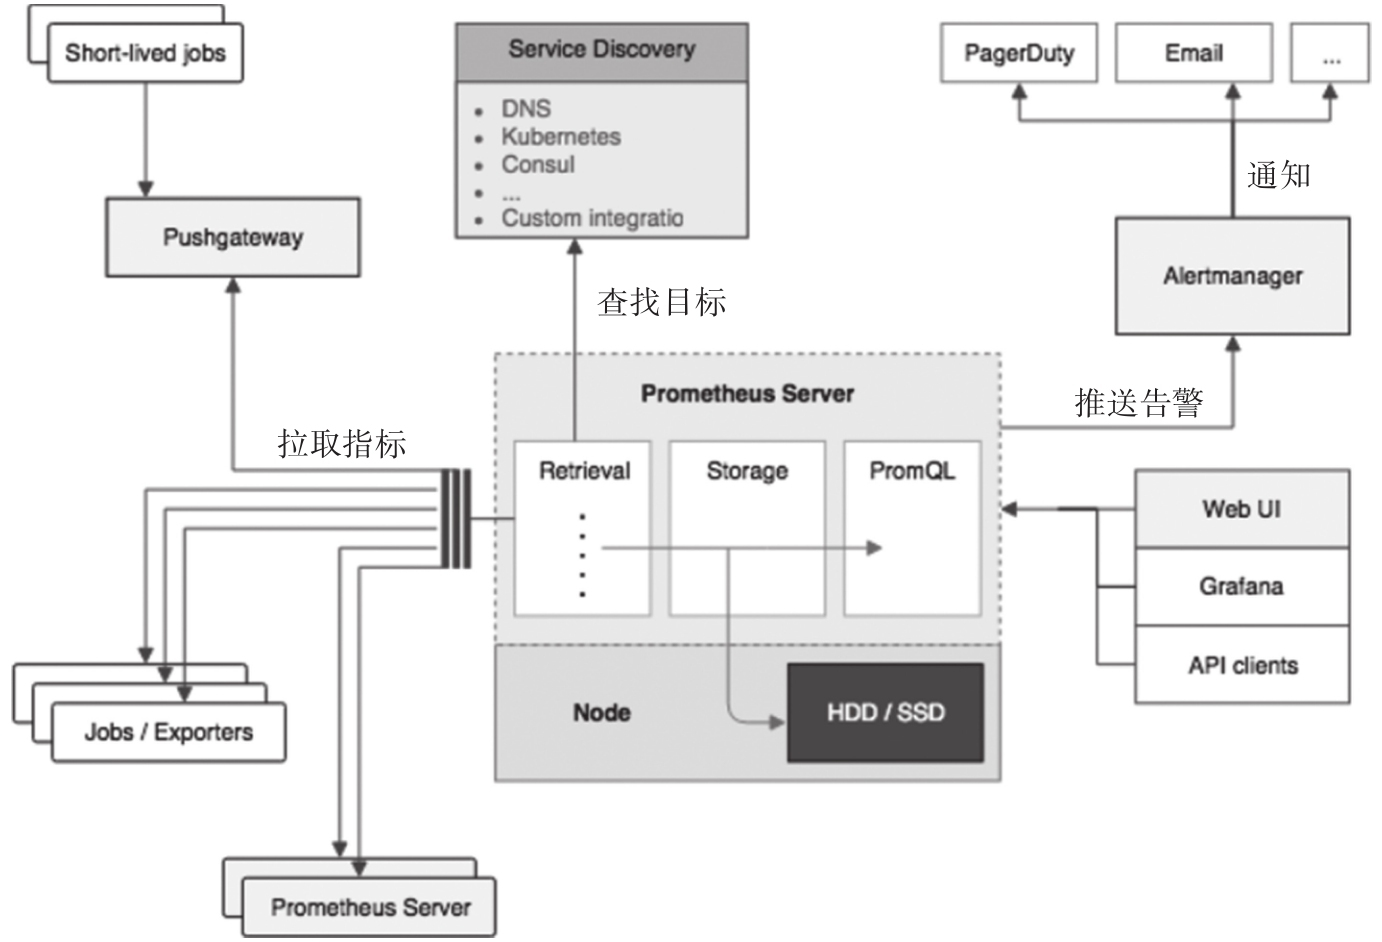 Short-lived jobs
Service Discovery
PagerDuty
Email
...
• DNS
• Kubernetes
• Consul
• ...
• Custom integratio
通知
Pushgateway
Alertmanager
查找目标
Prometheus Server
推送告警
拉取指标
Retrieval
Storage
PromQL
Web UI
Grafana
API clients
Node
HDD / SSD
Jobs / Exporters
Prometheus Server